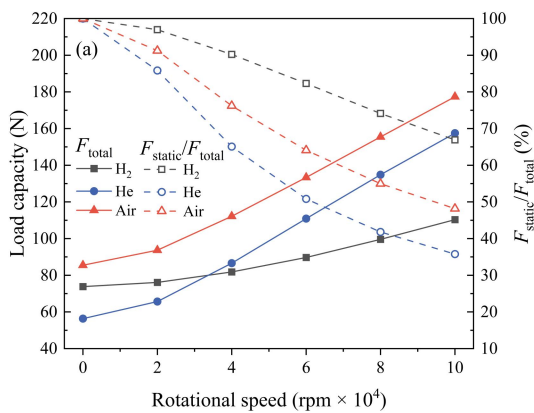 (a)
Load capacity (N)
220
200
180
160
140
120
100
80
60
40
F_total F_static/F_total
H₂ H₂
He He
Air Air
100
90
80
70
60
50
40
30
20
10
F_static/F_total (%)
0 2 4 6 8 10
Rotational speed (rpm × 10⁴)